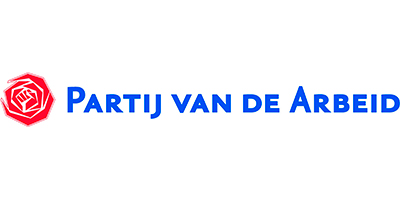 Partij van de Arbeid